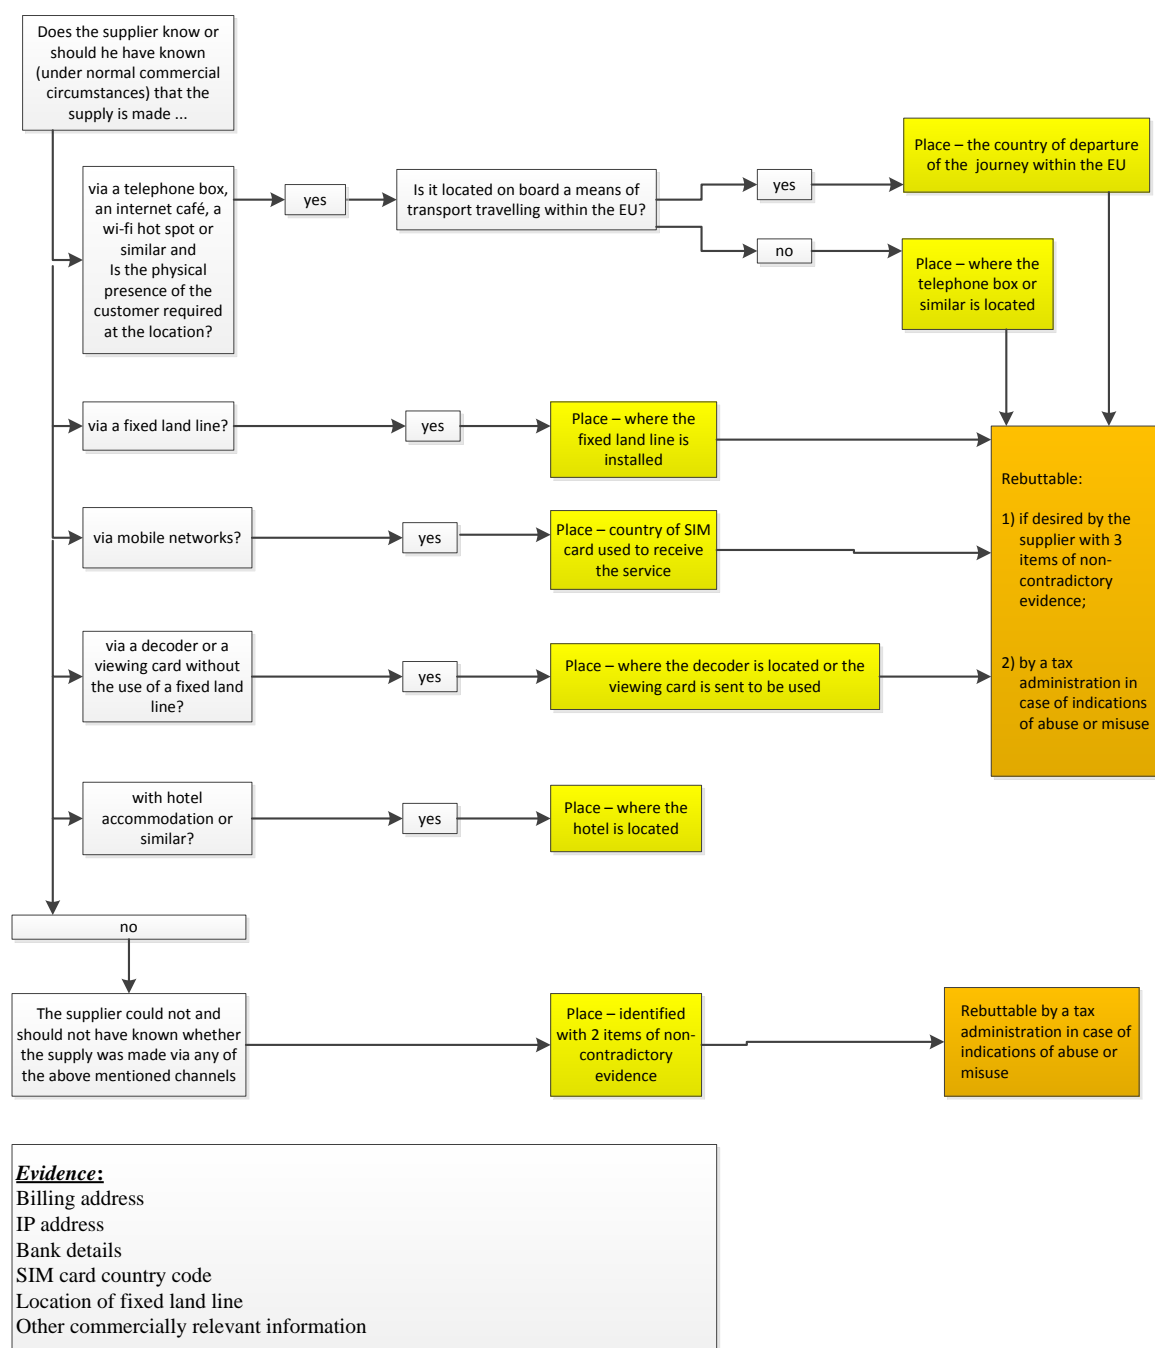 Does the supplier know or
should he have known
(under normal commercial
circumstances) that the
supply is made ...
via a telephone box,
an internet café, a
wi-fi hot spot or
similar and
Is the physical
presence of the
customer required
at the location?
yes
Is it located on board a means of
transport travelling within the EU?
yes
Place – the country of departure
of the journey within the EU
no
Place – where the
telephone box or
similar is located
via a fixed land line?
yes
Place – where the
fixed land line is
installed
via mobile networks?
yes
Place – country of SIM
card used to receive
the service
via a decoder or a
viewing card without
the use of a fixed land
line?
yes
Place – where the decoder is located or the
viewing card is sent to be used
Rebuttable:
1) if desired by the
supplier with 3
items of non-
contradictory
evidence;
2) by a tax
administration in
case of indications
of abuse or misuse
with hotel
accommodation or
similar?
yes
Place – where the
hotel is located
no
The supplier could not and
should not have known whether
the supply was made via any of
the above mentioned channels
Place – identified
with 2 items of non-
contradictory
evidence
Rebuttable by a tax
administration in case of
indications of abuse or
misuse
Evidence:
Billing address
IP address
Bank details
SIM card country code
Location of fixed land line
Other commercially relevant information